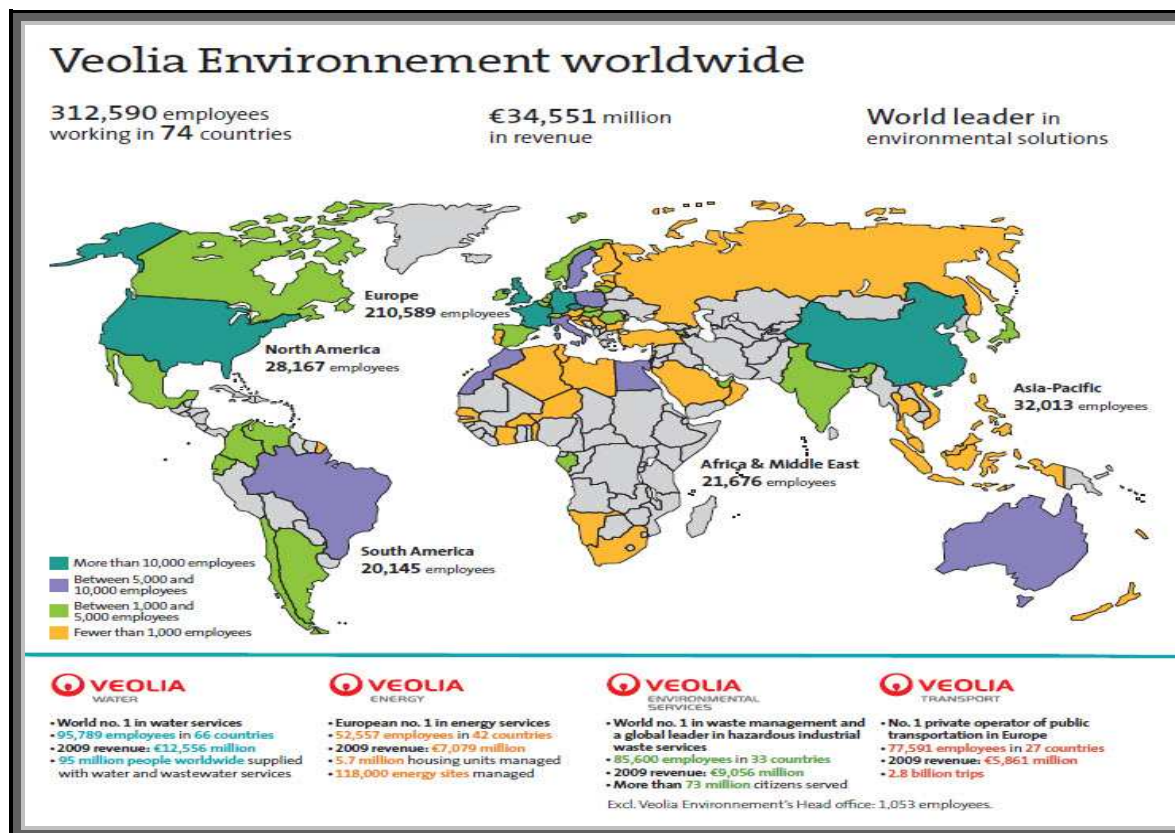 Veolia Environnement worldwide
312,590 employees
working in 74 countries
€34,551 million
in revenue
World leader in
environmental solutions
Europe
210,589 employees
North America
28,167 employees
Asia-Pacific
32,013 employees
Africa & Middle East
21,676 employees
South America
20,145 employees
More than 10,000 employees
Between 5,000 and
10,000 employees
Between 1,000 and
5,000 employees
Fewer than 1,000 employees
VEOLIA
WATER
• World no. 1 in water services
• 95,789 employees in 66 countries
• 2009 revenue: €12,556 million
• 95 million people worldwide supplied
with water and wastewater services
VEOLIA
ENERGY
• European no. 1 in energy services
• 52,557 employees in 42 countries
• 2009 revenue: €7,079 million
• 5.7 million housing units managed
• 118,000 energy sites managed
VEOLIA
ENVIRONMENTAL
SERVICES
• World no. 1 in waste management and
a global leader in hazardous industrial
waste services
• 85,600 employees in 33 countries
• 2009 revenue: €9,056 million
• More than 73 million citizens served
VEOLIA
TRANSPORT
• No. 1 private operator of public
transportation in Europe
• 77,591 employees in 27 countries
• 2009 revenue: €5,861 million
• 2.8 billion trips
Excl. Veolia Environnement's Head office: 1,053 employees.